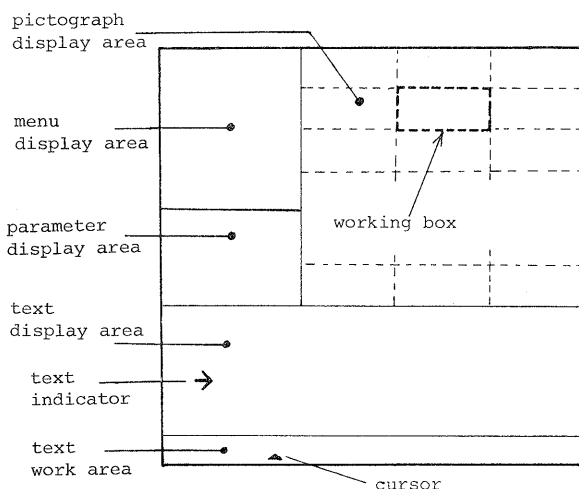 pictograph
display area
menu
display area
working box
parameter
display area
text
display area
text
indicator
text
work area
cursor